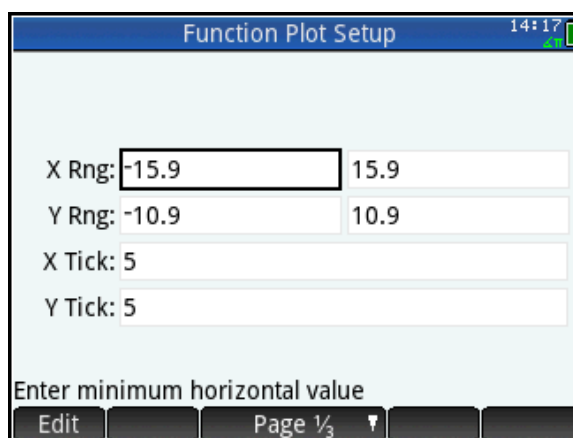 Function Plot Setup 14:17
∡π
X Rng: -15.9 15.9
Y Rng: -10.9 10.9
X Tick: 5
Y Tick: 5
Enter minimum horizontal value
Edit Page ⅓ ▼